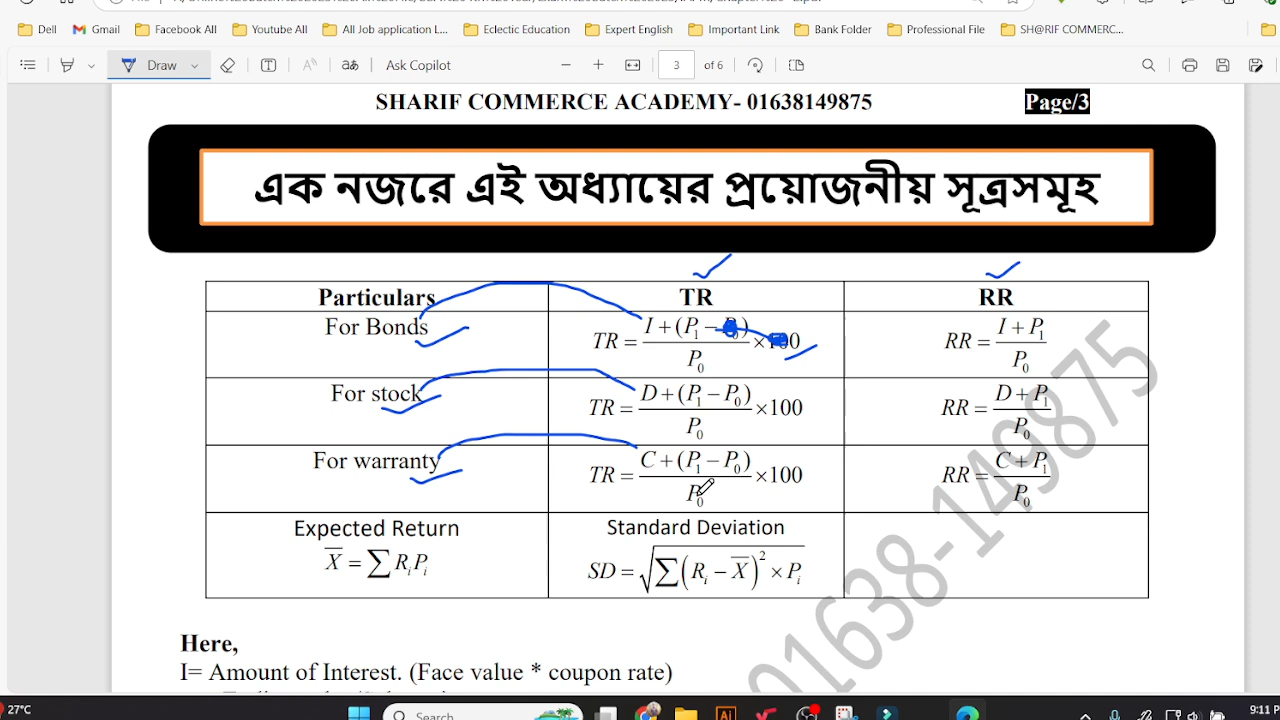 Dell Gmail Facebook All Youtube All All Job application L... Eclectic Education Expert English Important Link Bank Folder Professional File SH@RIF COMMERC...
Draw Ask Copilot 3 of 6
SHARIF COMMERCE ACADEMY- 01638149875 Page/3
এক নজরে এই অধ্যায়ের প্রয়োজনীয় সূত্রসমূহ
Particulars TR RR
For Bonds TR = (I + (P₁ − P₀)) / P₀ × 100 RR = (I + P₁) / P₀
For stock TR = (D + (P₁ − P₀)) / P₀ × 100 RR = (D + P₁) / P₀
For warranty TR = (C + (P₁ − P₀)) / P₀ × 100 RR = (C + P₁) / P₀
Expected Return Standard Deviation
X̅ = ∑ RᵢPᵢ SD = √(∑(Rᵢ − X̅)² × Pᵢ)
Here,
I= Amount of Interest. (Face value * coupon rate)
01638-149875
27°C Search 9:11 P